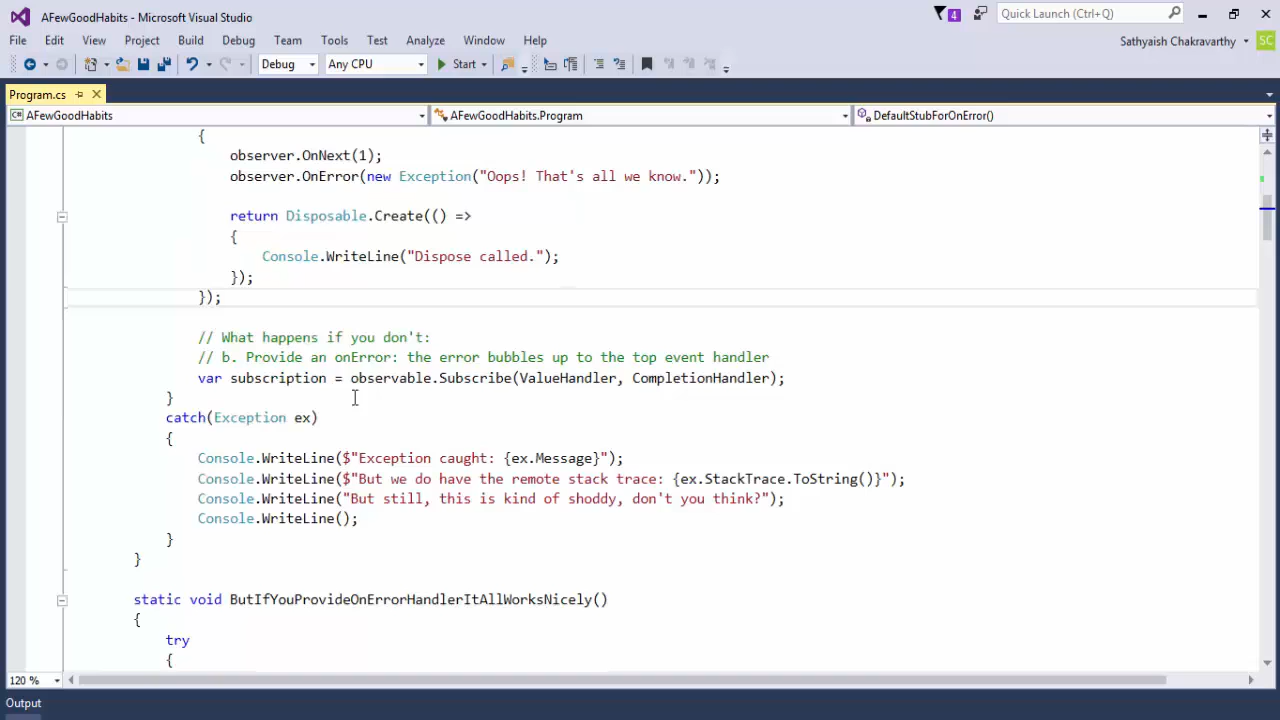 AFewGoodHabits - Microsoft Visual Studio
4
Quick Launch (Ctrl+Q)
File Edit View Project Build Debug Team Tools Test Analyze Window Help
Sathyaish Chakravarthy
SC
Debug Any CPU Start
Program.cs
C# AFewGoodHabits AFewGoodHabits.Program DefaultStubForOnError()
{
observer.OnNext(1);
observer.OnError(new Exception("Oops! That's all we know."));
return Disposable.Create(() =>
{
Console.WriteLine("Dispose called.");
});
});
// What happens if you don't:
// b. Provide an onError: the error bubbles up to the top event handler
var subscription = observable.Subscribe(ValueHandler, CompletionHandler);
}
catch(Exception ex)
{
Console.WriteLine($"Exception caught: {ex.Message}");
Console.WriteLine($"But we do have the remote stack trace: {ex.StackTrace.ToString()}");
Console.WriteLine("But still, this is kind of shoddy, don't you think?");
Console.WriteLine();
}
}
static void ButIfYouProvideOnErrorHandlerItAllWorksNicely()
{
try
{
120 %
Output